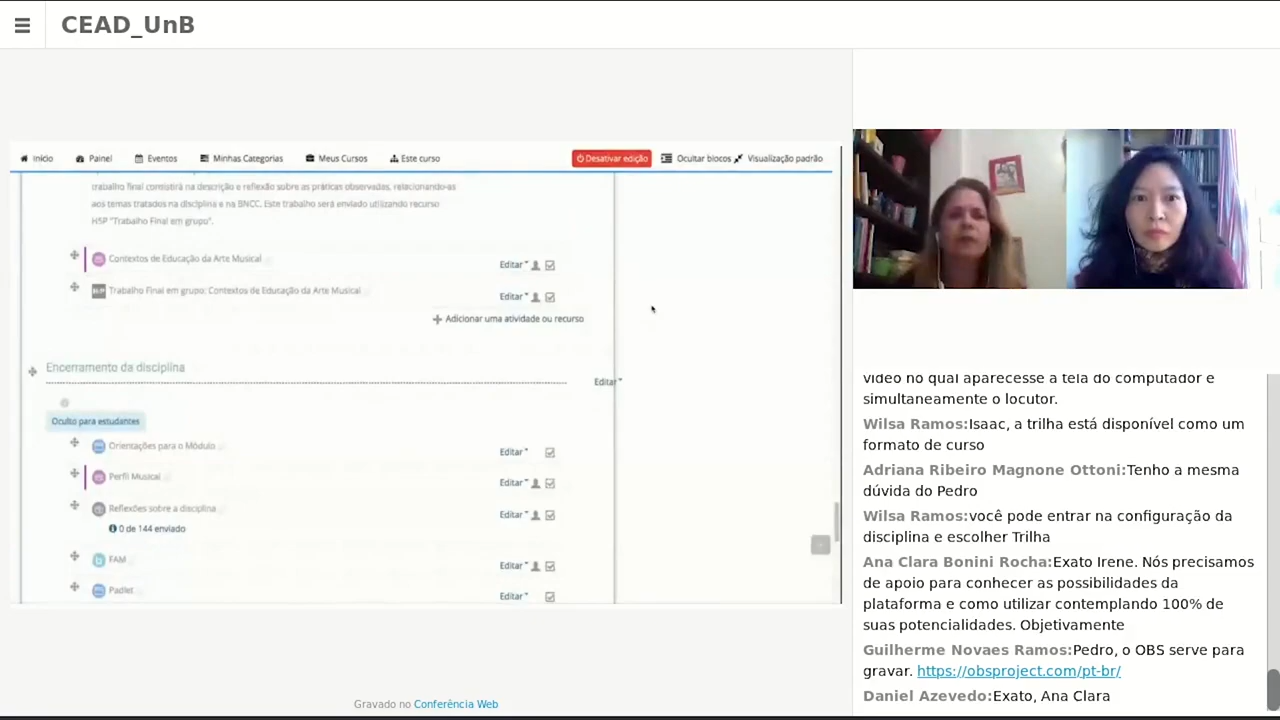 CEAD_UnB
Início Painel Eventos Minhas Categorias Meus Cursos Este curso Desativar edição Ocultar blocos Visualização padrão
trabalho final consistirá na descrição e reflexão sobre as práticas observadas, relacionando-as
aos temas tratados na disciplina e na BNCC. Este trabalho será enviado utilizando recurso
H5P "Trabalho Final em grupo".
Contextos de Educação da Arte Musical
Editar
Trabalho Final em grupo: Contextos de Educação da Arte Musical
Editar
Adicionar uma atividade ou recurso
Encerramento da disciplina
Editar
Oculto para estudantes
Orientações para o Módulo
Editar
Perfil Musical
Editar
Reflexões sobre a disciplina
Editar
0 de 144 enviado
FAM
Editar
Padlet
Editar
vídeo no qual aparecesse a tela do computador e
simultaneamente o locutor.
Wilsa Ramos:Isaac, a trilha está disponível como um
formato de curso
Adriana Ribeiro Magnone Ottoni:Tenho a mesma
dúvida do Pedro
Wilsa Ramos:você pode entrar na configuração da
disciplina e escolher Trilha
Ana Clara Bonini Rocha:Exato Irene. Nós precisamos
de apoio para conhecer as possibilidades da
plataforma e como utilizar contemplando 100% de
suas potencialidades. Objetivamente
Guilherme Novaes Ramos:Pedro, o OBS serve para
gravar. https://obsproject.com/pt-br/
Daniel Azevedo:Exato, Ana Clara
Gravado no Conferência Web